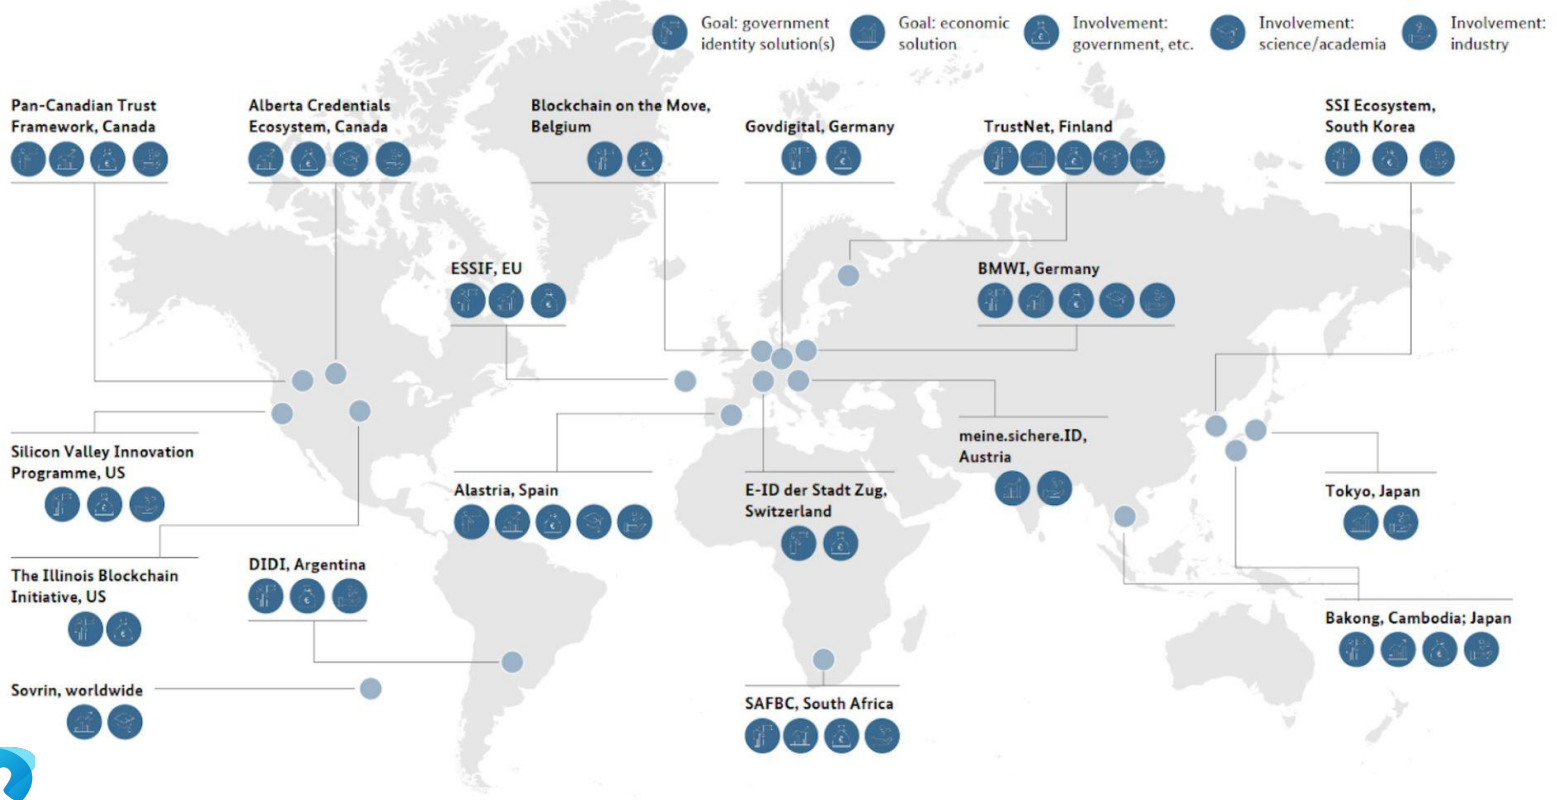 Goal: government
identity solution(s)
Goal: economic
solution
Involvement:
government, etc.
Involvement:
science/academia
Involvement:
industry
Pan-Canadian Trust
Framework, Canada
Alberta Credentials
Ecosystem, Canada
Blockchain on the Move,
Belgium
Govdigital, Germany
TrustNet, Finland
SSI Ecosystem,
South Korea
ESSIF, EU
BMWI, Germany
Silicon Valley Innovation
Programme, US
Alastria, Spain
E-ID der Stadt Zug,
Switzerland
meine.sichere.ID,
Austria
Tokyo, Japan
The Illinois Blockchain
Initiative, US
DIDI, Argentina
Bakong, Cambodia; Japan
Sovrin, worldwide
SAFBC, South Africa